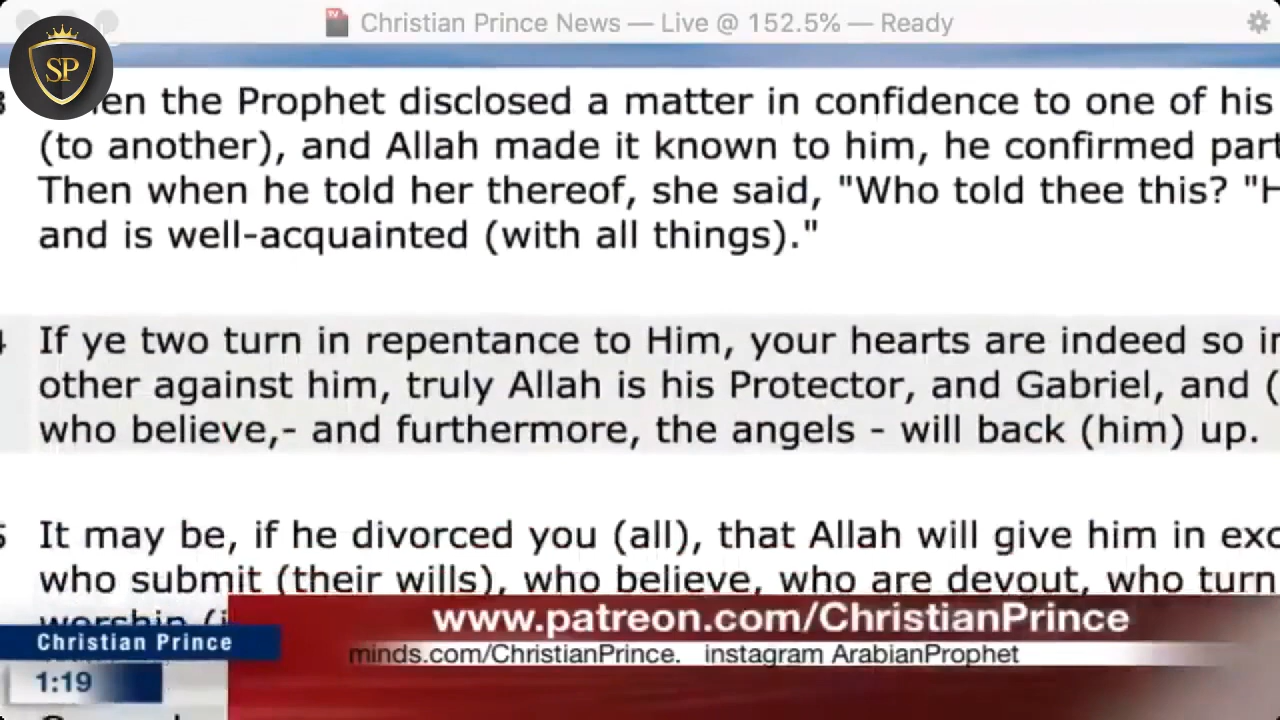 Christian Prince News — Live @ 152.5% — Ready
SP
en the Prophet disclosed a matter in confidence to one of his
(to another), and Allah made it known to him, he confirmed part
Then when he told her thereof, she said, "Who told thee this? "H
and is well-acquainted (with all things)."
4 If ye two turn in repentance to Him, your hearts are indeed so in
other against him, truly Allah is his Protector, and Gabriel, and (
who believe,- and furthermore, the angels - will back (him) up.
5 It may be, if he divorced you (all), that Allah will give him in exc
who submit (their wills), who believe, who are devout, who turn
worship (i
www.patreon.com/ChristianPrince
Christian Prince
minds.com/ChristianPrince. instagram ArabianProphet
1:19